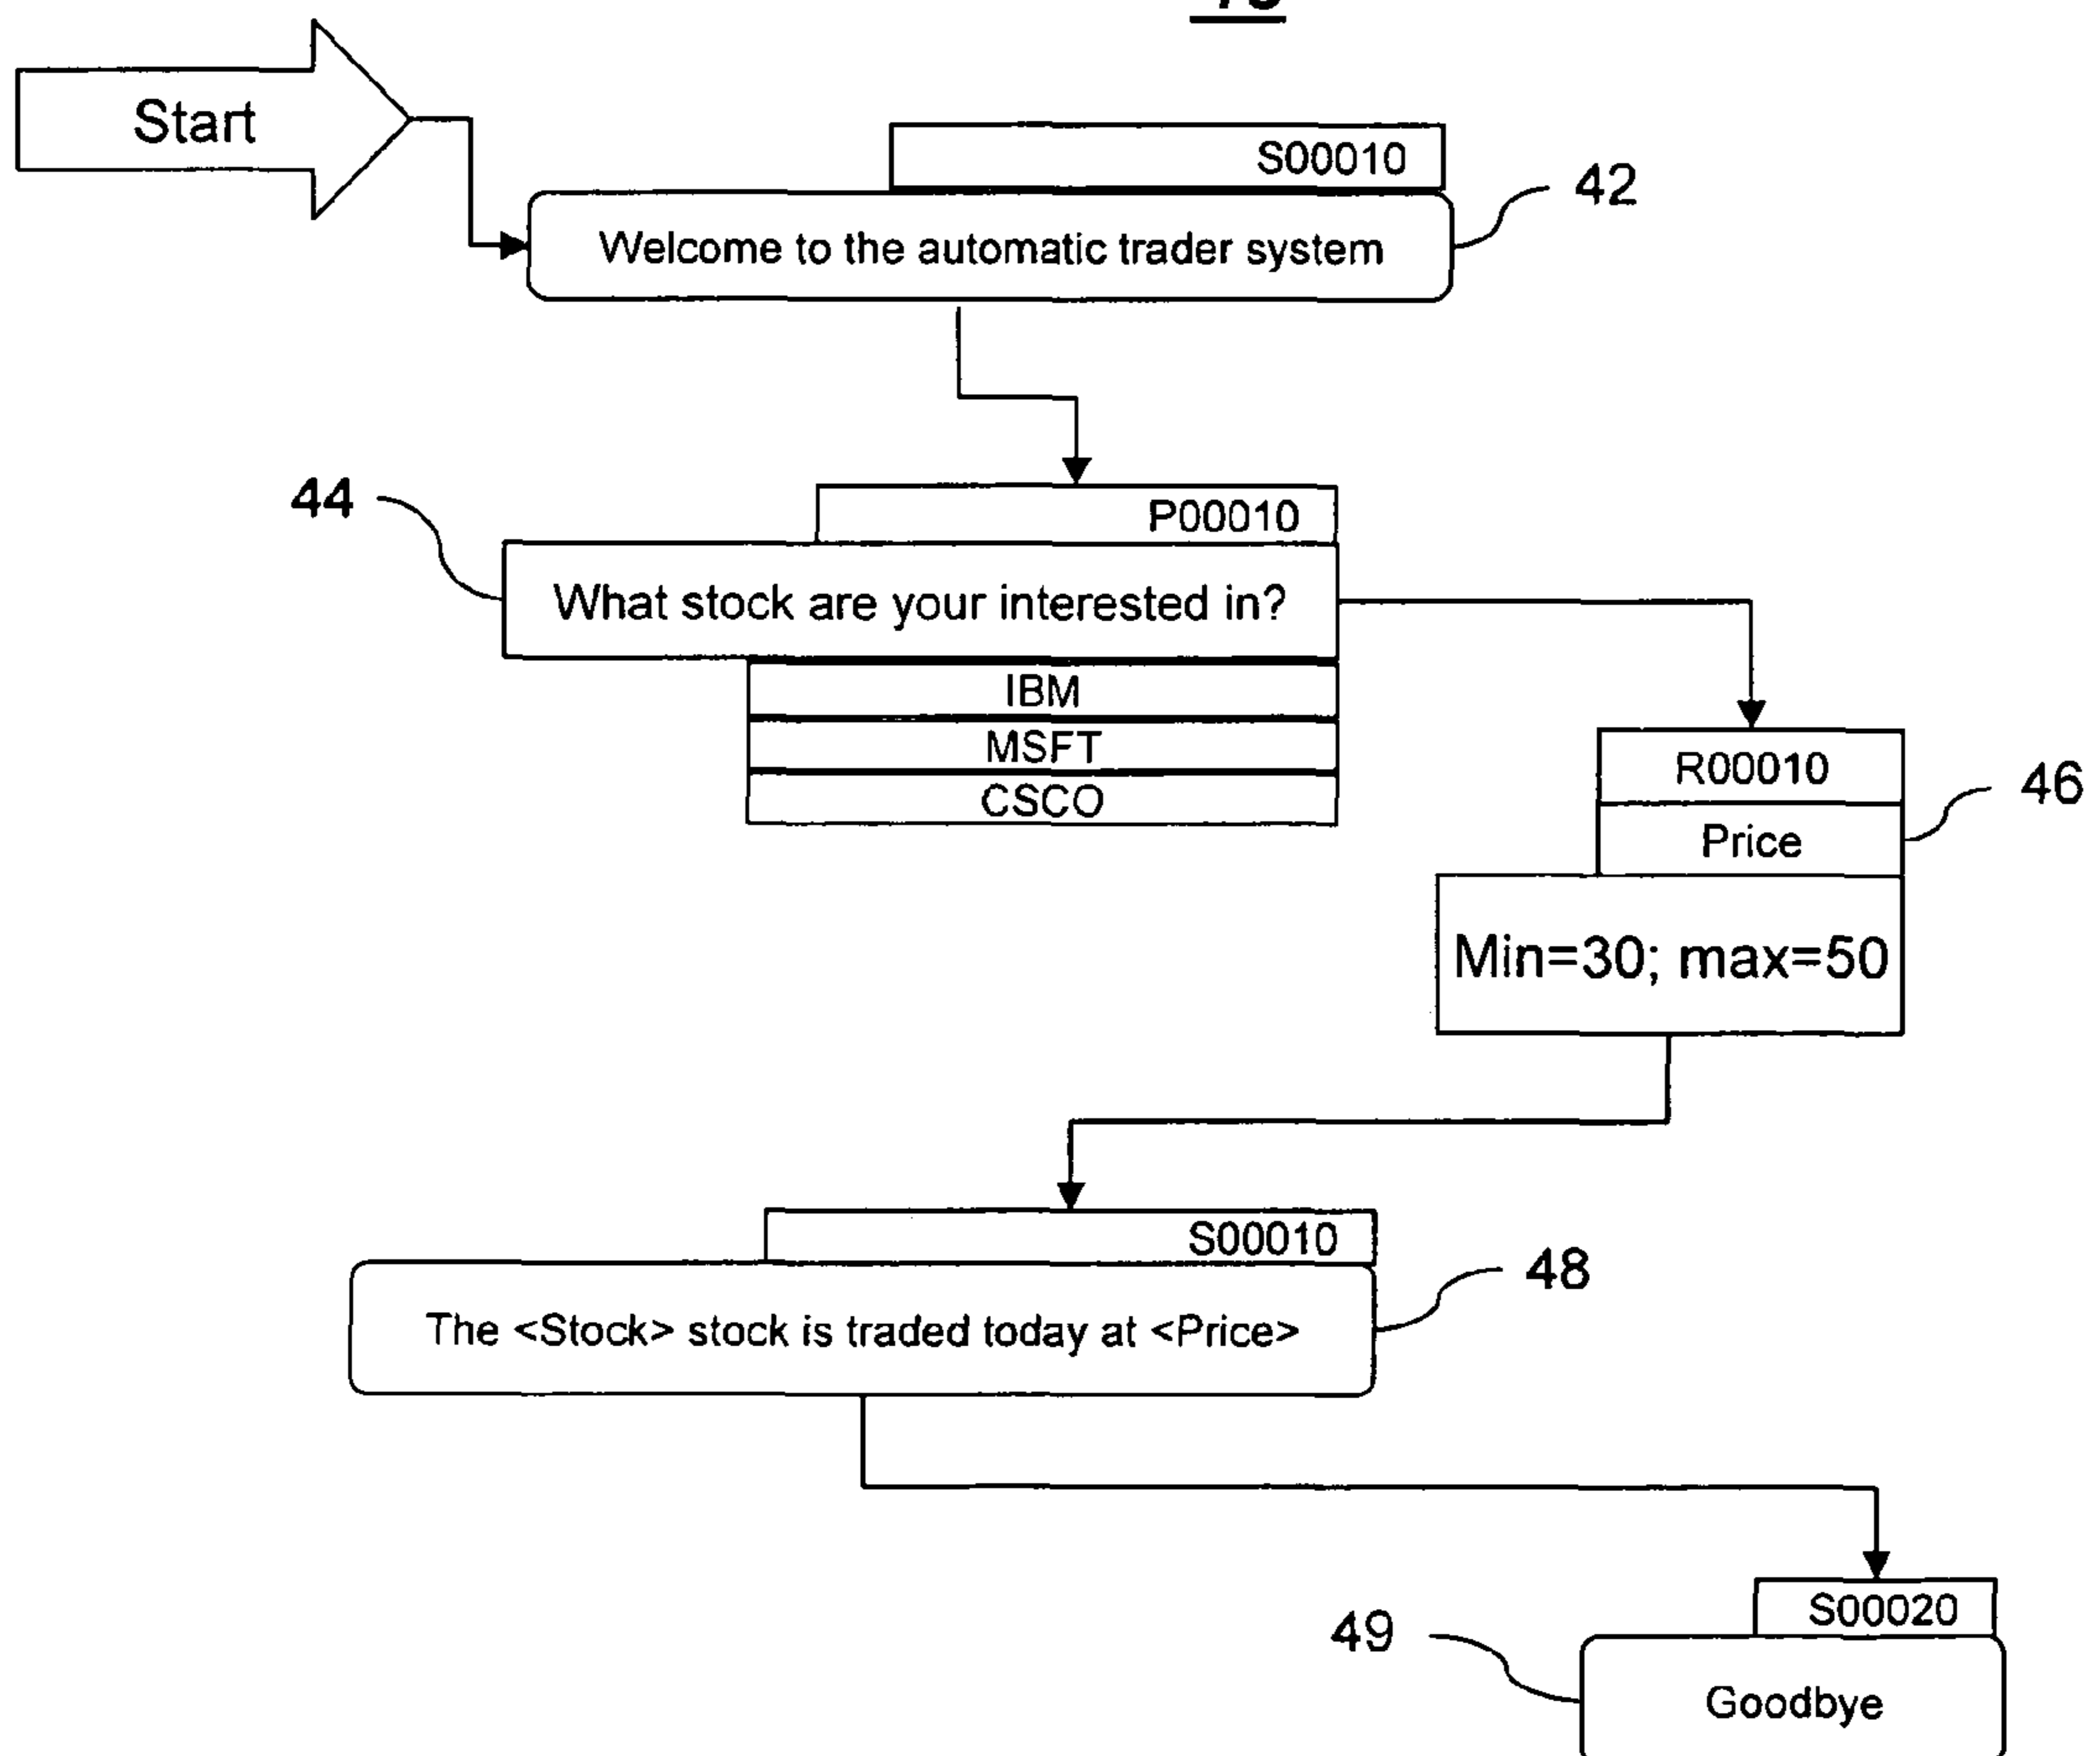 Start
S00010
42
Welcome to the automatic trader system
44
P00010
What stock are your interested in?
IBM
MSFT
CSCO
R00010
46
Price
Min=30; max=50
S00010
48
The <Stock> stock is traded today at <Price>
S00020
49
Goodbye